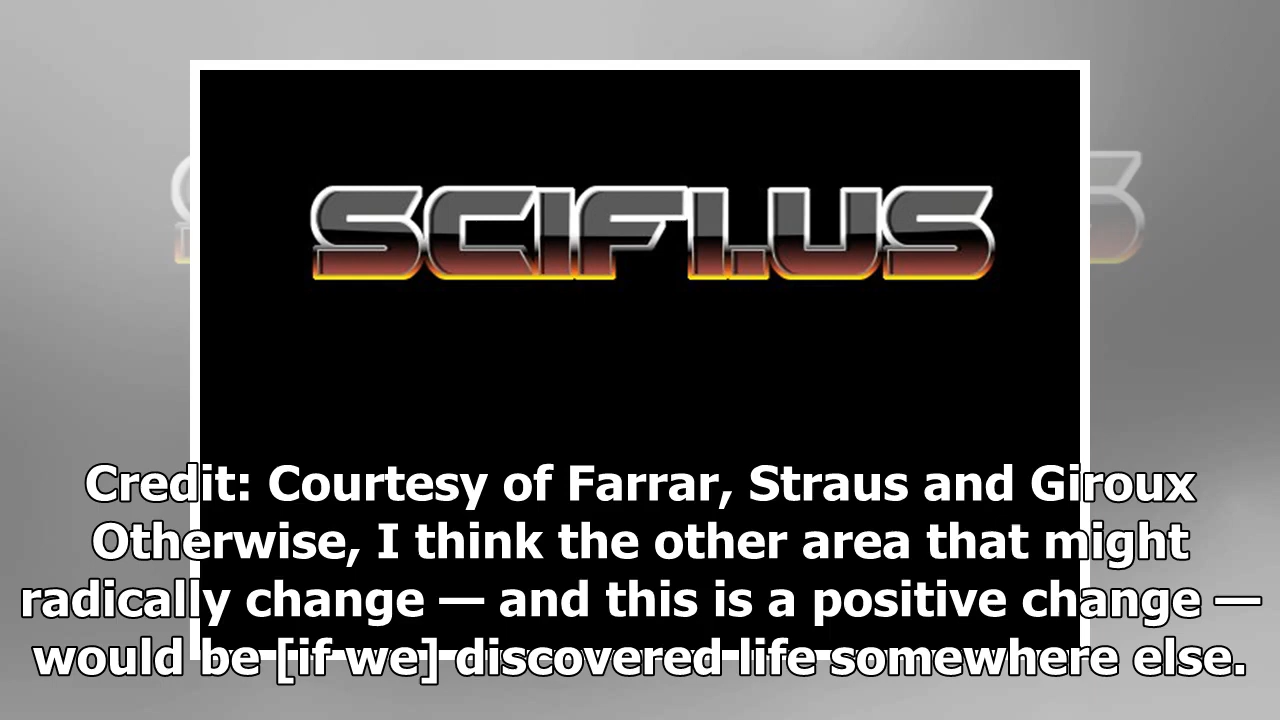 SCIFI.US
Credit: Courtesy of Farrar, Straus and Giroux
Otherwise, I think the other area that might
radically change — and this is a positive change —
would be [if we] discovered life somewhere else.